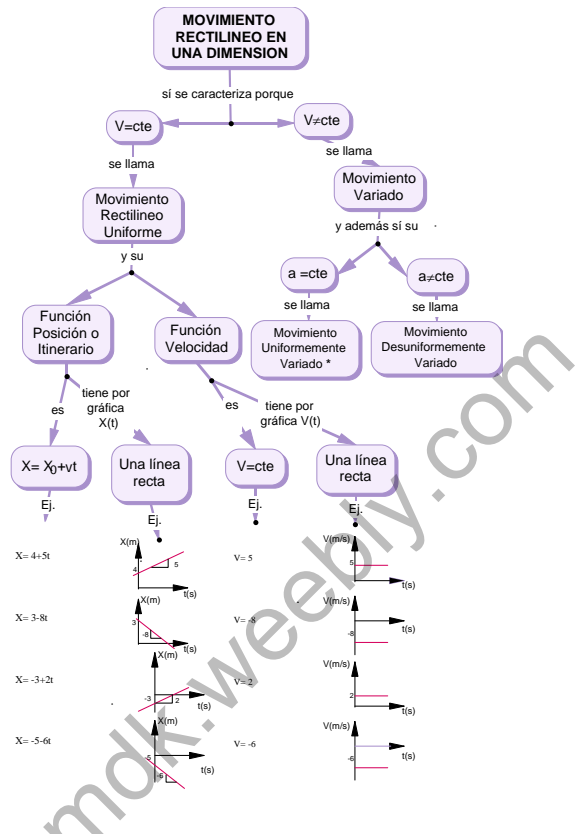 MOVIMIENTO
RECTILINEO EN
UNA DIMENSION
sí se caracteriza porque
V=cte
V≠cte
se llama
se llama
Movimiento
Rectilineo
Uniforme
Movimiento
Variado
y su
y además sí su
a =cte
a≠cte
se llama
se llama
Función
Posición o
Itinerario
Función
Velocidad
Movimiento
Uniformemente
Variado *
Movimiento
Desuniformemente
Variado
es
tiene por
gráfica
X(t)
es
tiene por
gráfica V(t)
X= X0+vt
Una línea
recta
V=cte
Una línea
recta
Ej.
Ej.
Ej.
Ej.
X= 4+5t
X(m)
4
5
t(s)
V= 5
V(m/s)
5
t(s)
X= 3-8t
X(m)
3
-8
t(s)
V= -8
V(m/s)
-8
t(s)
X= -3+2t
X(m)
-3
2
t(s)
V= 2
V(m/s)
2
t(s)
X= -5-6t
X(m)
-5
-6
t(s)
V= -6
V(m/s)
-6
t(s)
mdk.weebly.com